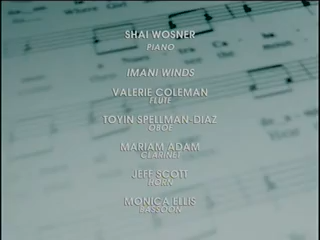 SHAI WOSNER
PIANO
IMANI WINDS
VALERIE COLEMAN
FLUTE
TOYIN SPELLMAN-DIAZ
OBOE
MARIAM ADAM
CLARINET
JEFF SCOTT
HORN
MONICA ELLIS
BASSOON